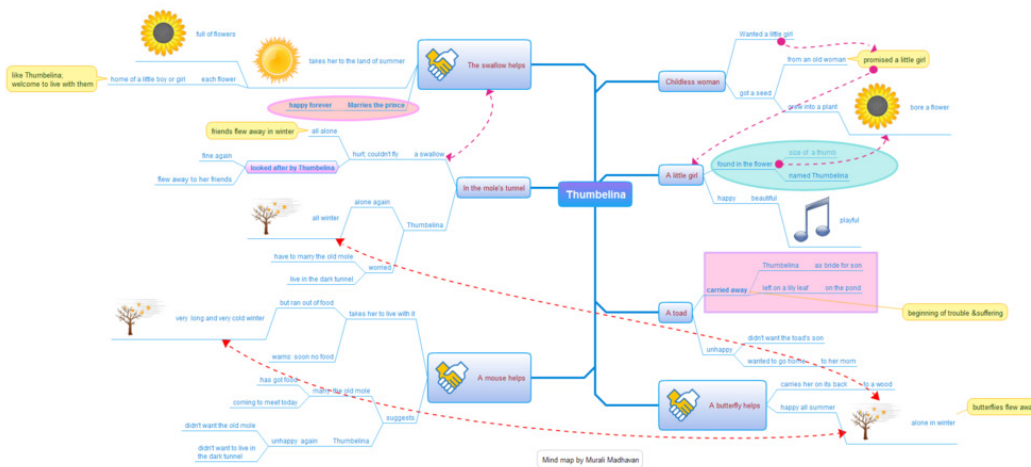 Thumbelina
Childless woman
Wanted a little girl
got a seed
from an old woman
promised a little girl
grew into a plant
bore a flower
A little girl
found in the flower
size of a thumb
named Thumbelina
happy
beautiful
playful
A toad
carried away
Thumbelina
as bride for son
left on a lily leaf
on the pond
beginning of trouble &suffering
unhappy
didn't want the toad's son
wanted to go home
to her mom
A butterfly helps
carries her on its back
to a wood
happy all summer
alone in winter
butterflies flew away
The swallow helps
takes her to the land of summer
full of flowers
each flower
home of a little boy or girl
like Thumbelina;
welcome to live with them
Marries the prince
happy forever
In the mole's tunnel
a swallow
hurt; couldn't fly
all alone
friends flew away in winter
looked after by Thombelina
fine again
flew away to her friends
Thumbelina
alone again
all winter
worried
have to marry the old mole
live in the dark tunnel
A mouse helps
takes her to live with it
but ran out of food
very long and very cold winter
warns: soon no food
suggests
marry the old mole
has got food
coming to meet today
Thumbelina
unhappy again
didn't want the old mole
didn't want to live in
the dark tunnel
Mind map by Murali Madhavan